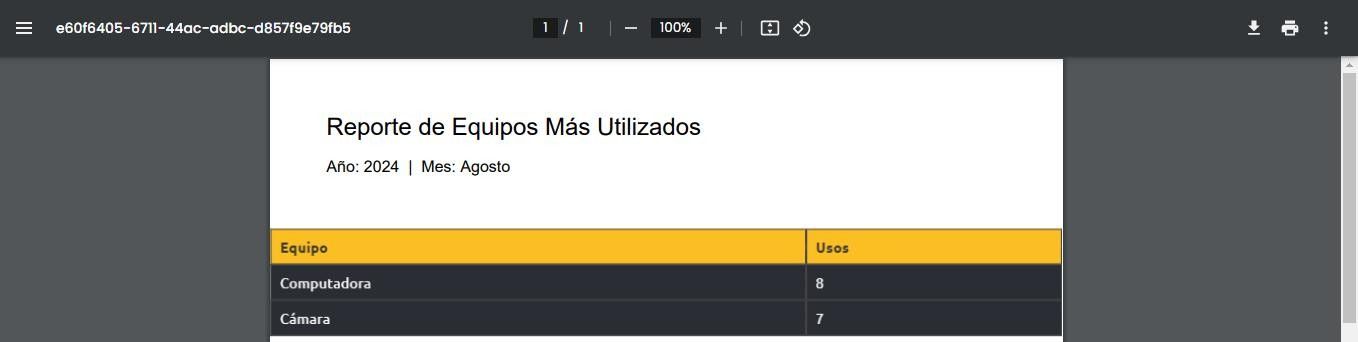 e60f6405-6711-44ac-adbc-d857f9e79fb5 1 / 1 100%
Reporte de Equipos Más Utilizados
Año: 2024 | Mes: Agosto
Equipo Usos
Computadora 8
Cámara 7